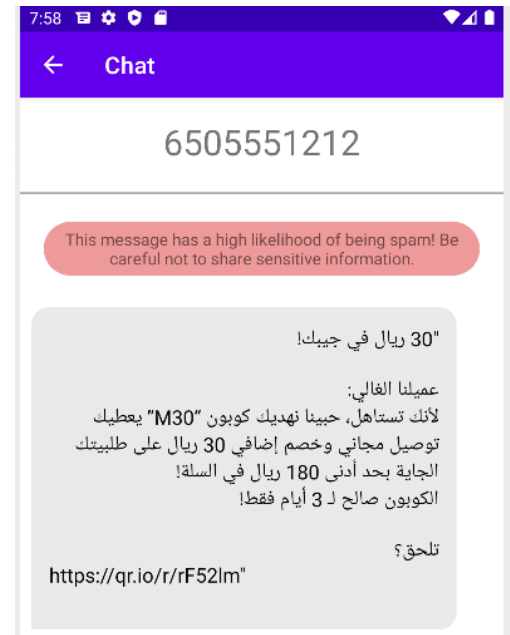 7:58
Chat
6505551212
This message has a high likelihood of being spam! Be
careful not to share sensitive information.
"30 ريال في جيبك!
عميلنا الغالي:
لأنك تستاهل، حبينا نهديك كوبون "M30" يعطيك
توصيل مجاني وخصم إضافي 30 ريال على طلبيتك
الجاية بحد أدنى 180 ريال في السلة!
الكوبون صالح لـ 3 أيام فقط!
تلحق؟
https://qr.io/r/rF52lm"